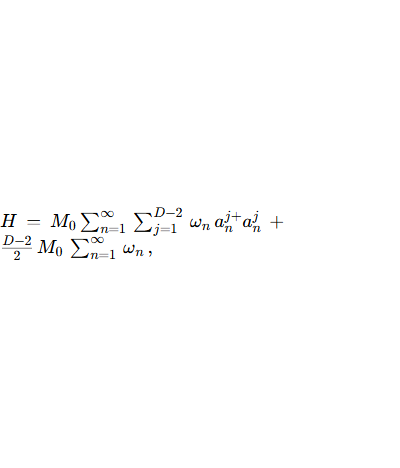 H = M_0 \sum_{n=1}^{\infty} \sum_{j=1}^{D-2} \omega_n a_n^{j+} a_n^j +
\frac{D-2}{2} M_0 \sum_{n=1}^{\infty} \omega_n ,